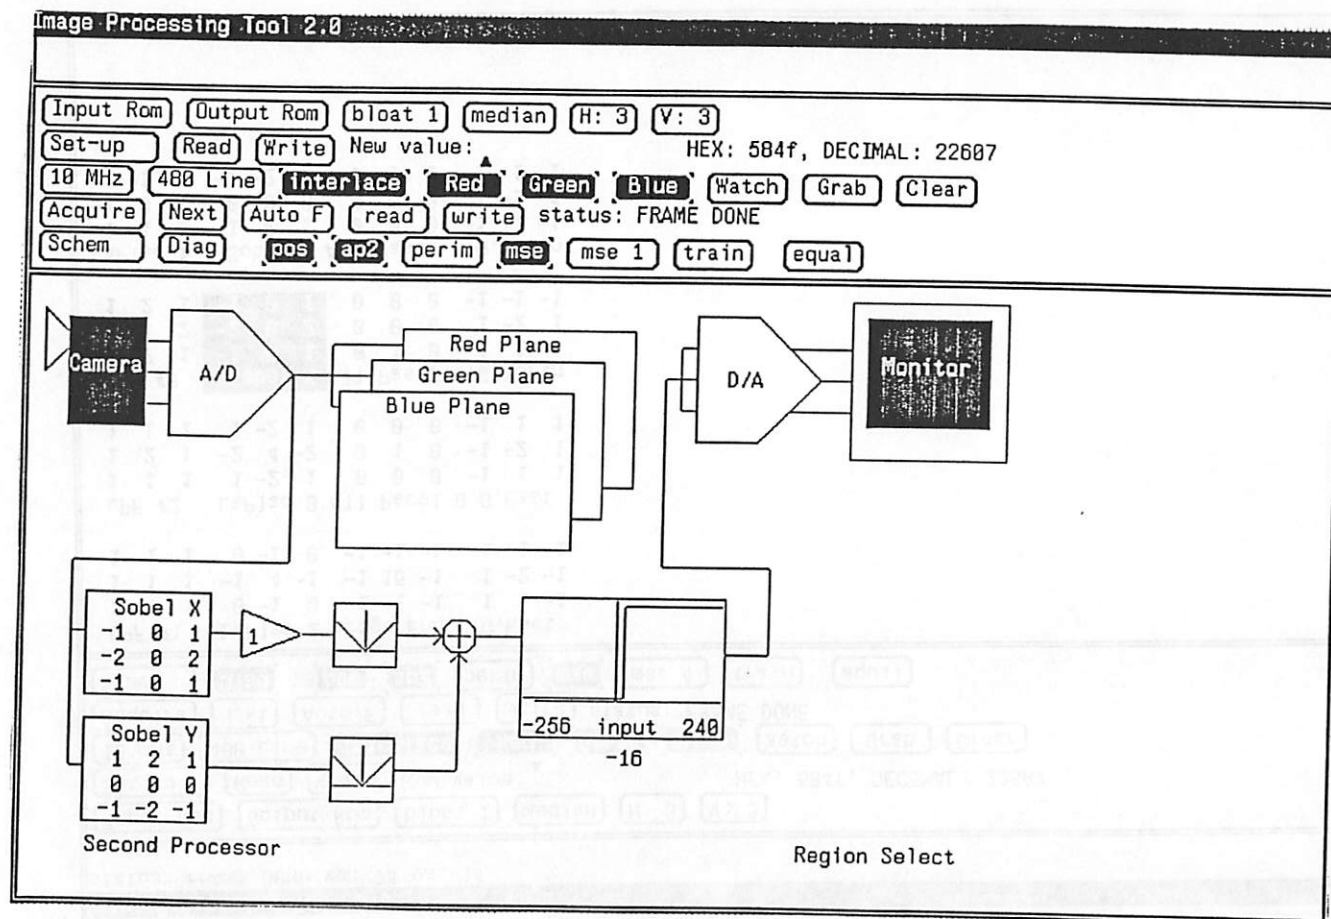 Image Processing Tool 2.0
Input Rom Output Rom bloat 1 median H: 3 V: 3
Set-up Read Write New value: HEX: 584f, DECIMAL: 22607
10 MHz 480 Line interlace Red Green Blue Watch Grab Clear
Acquire Next Auto F read write status: FRAME DONE
Schem Diag pos ap2 perim mse mse 1 train equal
Red Plane
Green Plane
Blue Plane
Camera A/D D/A Monitor
Sobel X
-1 0 1
-2 0 2
-1 0 1
1
-256 input 240
-16
Sobel Y
1 2 1
0 0 0
-1 -2 -1
Second Processor
Region Select